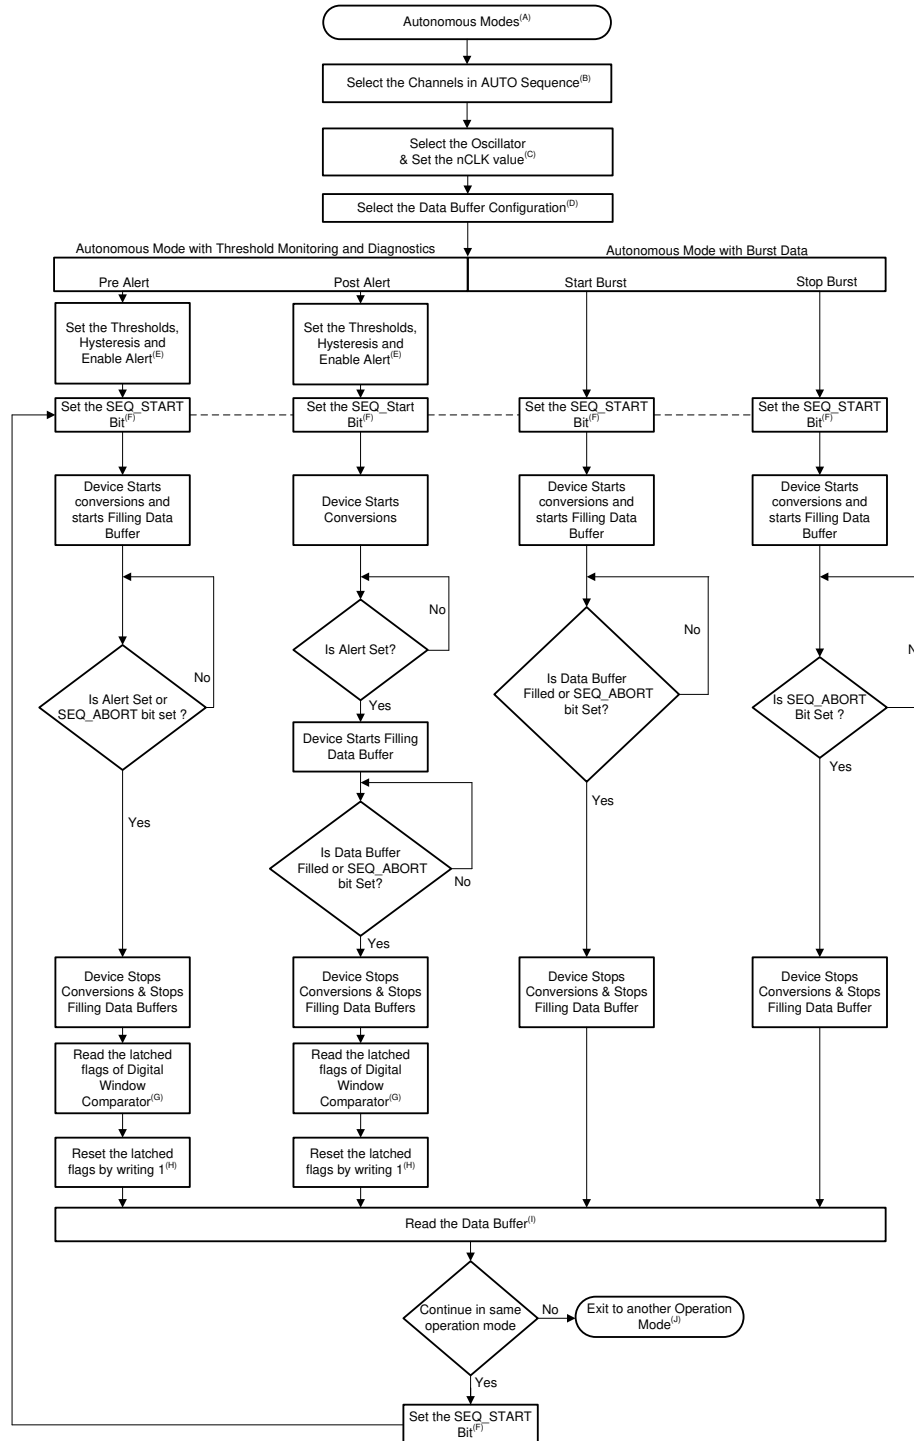 Autonomous Modes(A)
Select the Channels in AUTO Sequence(B)
Select the Oscillator
& Set the nCLK value(C)
Select the Data Buffer Configuration(D)
Autonomous Mode with Threshold Monitoring and Diagnostics
Autonomous Mode with Burst Data
Pre Alert
Post Alert
Start Burst
Stop Burst
Set the Thresholds,
Hysteresis and
Enable Alert(E)
Set the Thresholds,
Hysteresis and
Enable Alert(E)
Set the SEQ_START
Bit(F)
Set the SEQ_Start
Bit(F)
Set the SEQ_START
Bit(F)
Set the SEQ_START
Bit(F)
Device Starts
conversions and
starts Filling Data
Buffer
Device Starts
Conversions
Device Starts
conversions and
starts Filling Data
Buffer
Device Starts
conversions and
starts Filling Data
Buffer
No
Is Alert Set?
Yes
No
Is Alert Set or
SEQ_ABORT bit set ?
Yes
Device Starts Filling
Data Buffer
Is Data Buffer
Filled or SEQ_ABORT
bit Set?
No
Yes
No
Is Data Buffer
Filled or SEQ_ABORT
bit Set?
Yes
Is SEQ_ABORT
Bit Set ?
Yes
Device Stops
Conversions & Stops
Filling Data Buffers
Device Stops
Conversions & Stops
Filling Data Buffers
Device Stops
Conversions & Stops
Filling Data Buffer
Device Stops
Conversions & Stops
Filling Data Buffer
Read the latched
flags of Digital
Window
Comparator(G)
Read the latched
flags of Digital
Window
Comparator(G)
Reset the latched
flags by writing 1(H)
Reset the latched
flags by writing 1(H)
Read the Data Buffer(I)
Continue in same
operation mode
No
Exit to another Operation
Mode(J)
Yes
Set the SEQ_START
Bit(F)